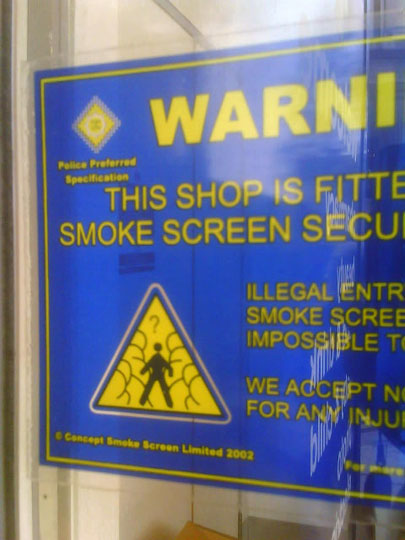 WARNI
Police Preferred
Specification
THIS SHOP IS FITTE
SMOKE SCREEN SECU
ILLEGAL ENTR
SMOKE SCREE
IMPOSSIBLE TO
?
WE ACCEPT NO
FOR ANY INJU
© Concept Smoke Screen Limited 2002
For more